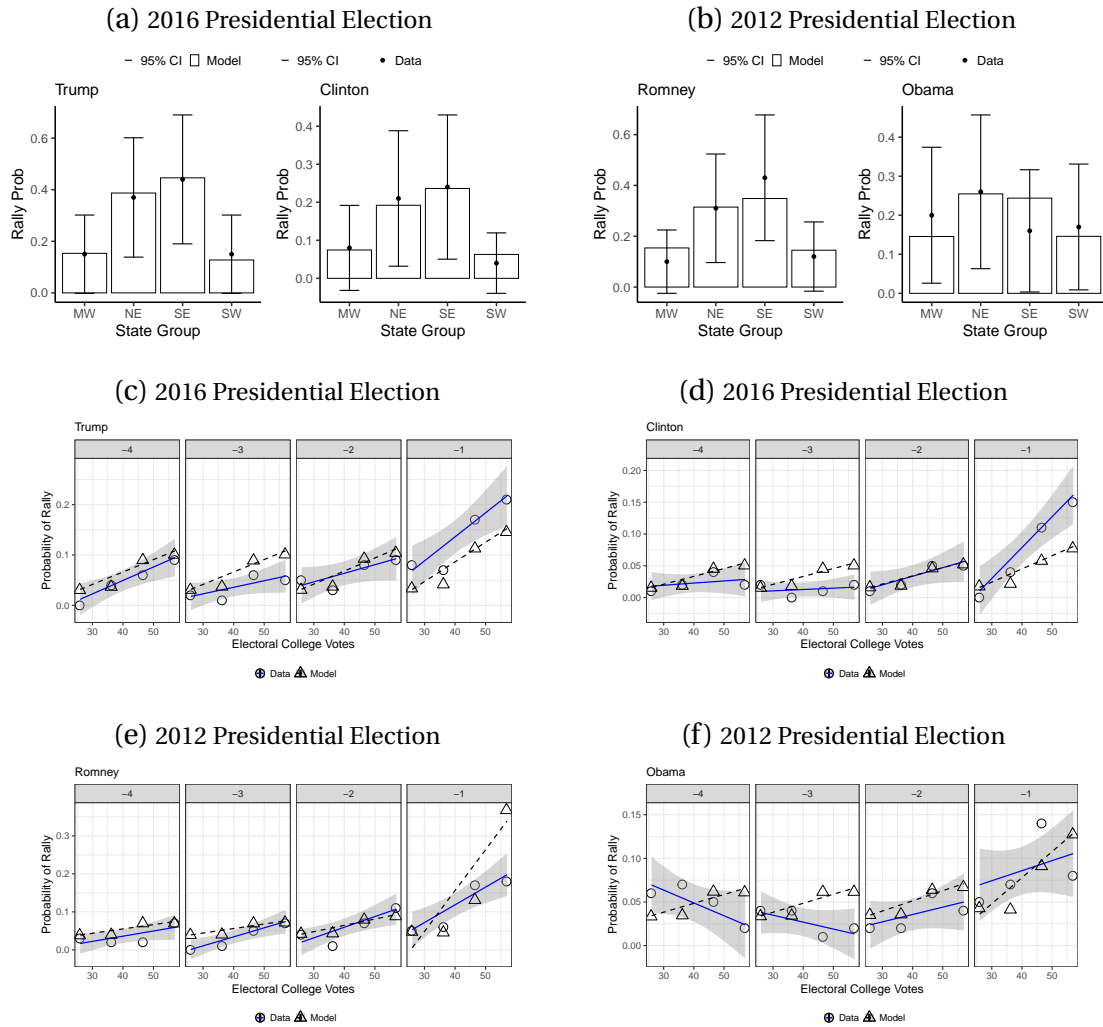 (a) 2016 Presidential Election
95% CI Model 95% CI Data
Trump
Rally Prob
0.6
0.4
0.2
0.0
MW NE SE SW
State Group
Clinton
Rally Prob
0.4
0.3
0.2
0.1
0.0
MW NE SE SW
State Group
(b) 2012 Presidential Election
95% CI Model 95% CI Data
Romney
Rally Prob
0.6
0.4
0.2
0.0
MW NE SE SW
State Group
Obama
Rally Prob
0.4
0.3
0.2
0.1
0.0
MW NE SE SW
State Group
(c) 2016 Presidential Election
Trump
−4 −3 −2 −1
Probability of Rally
0.2
0.1
0.0
30 40 50 30 40 50 30 40 50 30 40 50
Electoral College Votes
Data Model
(d) 2016 Presidential Election
Clinton
−4 −3 −2 −1
Probability of Rally
0.20
0.15
0.10
0.05
0.00
30 40 50 30 40 50 30 40 50 30 40 50
Electoral College Votes
Data Model
(e) 2012 Presidential Election
Romney
−4 −3 −2 −1
Probability of Rally
0.3
0.2
0.1
0.0
30 40 50 30 40 50 30 40 50 30 40 50
Electoral College Votes
Data Model
(f) 2012 Presidential Election
Obama
−4 −3 −2 −1
Probability of Rally
0.15
0.10
0.05
0.00
30 40 50 30 40 50 30 40 50 30 40 50
Electoral College Votes
Data Model